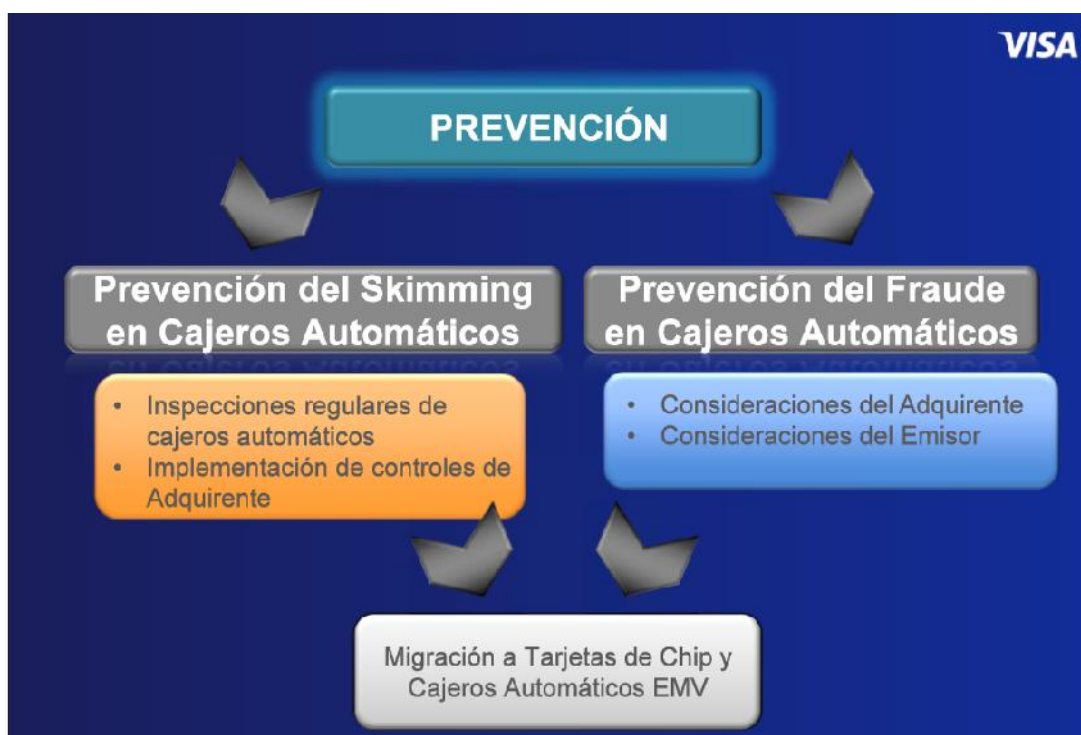 VISA
PREVENCIÓN
Prevención del Skimming
en Cajeros Automáticos
Prevención del Fraude
en Cajeros Automáticos
• Inspecciones regulares de
cajeros automáticos
• Implementación de controles de
Adquirente
• Consideraciones del Adquirente
• Consideraciones del Emisor
Migración a Tarjetas de Chip y
Cajeros Automáticos EMV